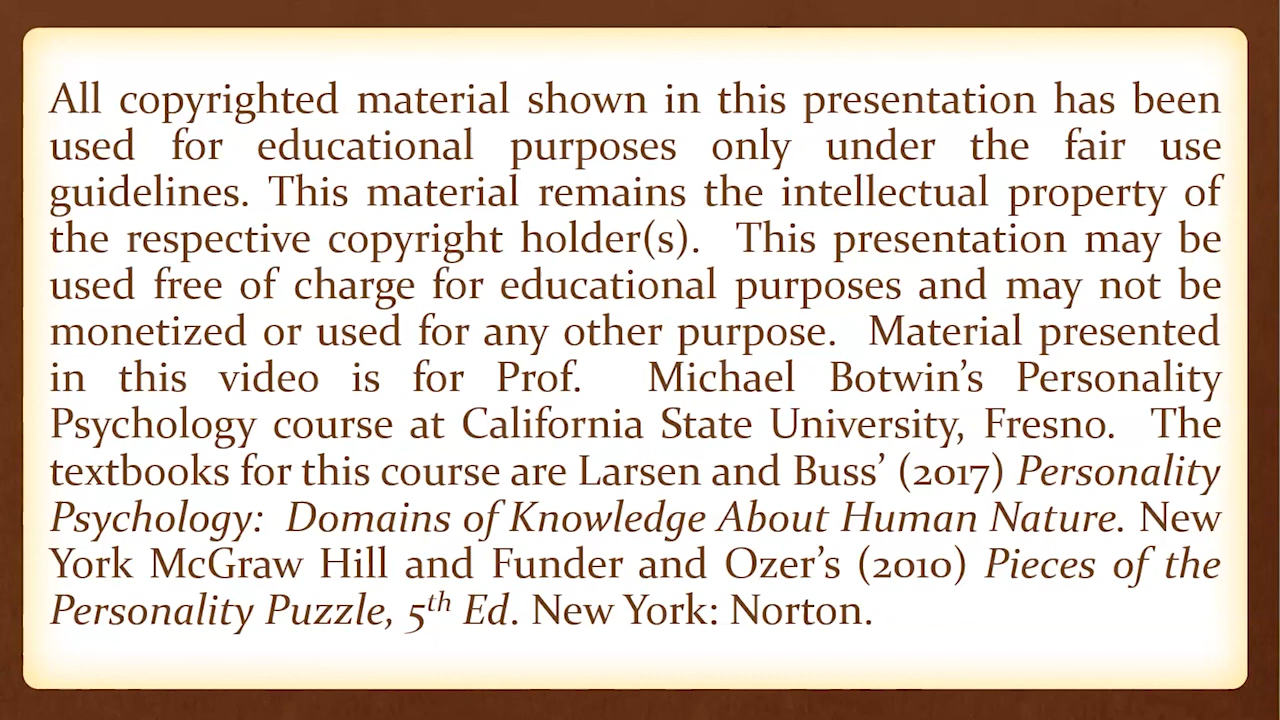 All copyrighted material shown in this presentation has been
used for educational purposes only under the fair use
guidelines. This material remains the intellectual property of
the respective copyright holder(s). This presentation may be
used free of charge for educational purposes and may not be
monetized or used for any other purpose. Material presented
in this video is for Prof. Michael Botwin’s Personality
Psychology course at California State University, Fresno. The
textbooks for this course are Larsen and Buss’ (2017) Personality
Psychology: Domains of Knowledge About Human Nature. New
York McGraw Hill and Funder and Ozer’s (2010) Pieces of the
Personality Puzzle, 5th Ed. New York: Norton.